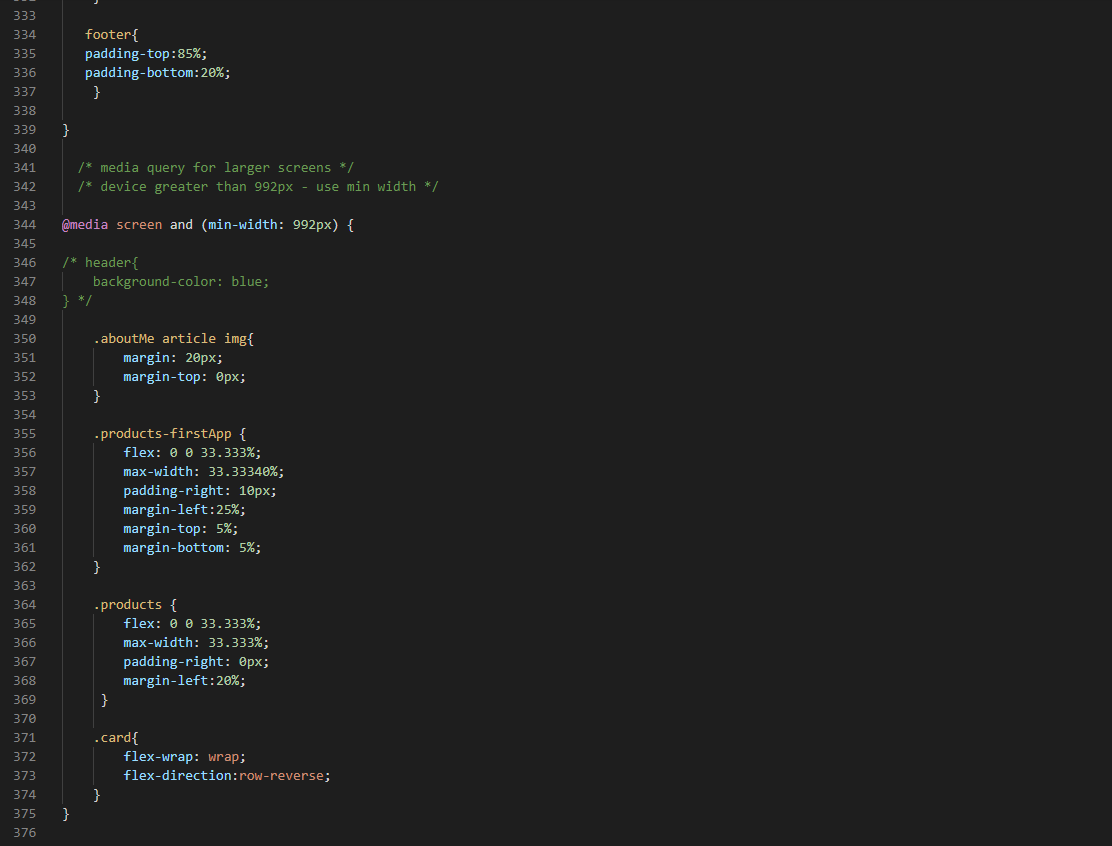 333
334 footer{
335 padding-top:85%;
336 padding-bottom:20%;
337 }
338
339 }
340
341 /* media query for larger screens */
342 /* device greater than 992px - use min width */
343
344 @media screen and (min-width: 992px) {
345
346 /* header{
347 background-color: blue;
348 } */
349
350 .aboutMe article img{
351 margin: 20px;
352 margin-top: 0px;
353 }
354
355 .products-firstApp {
356 flex: 0 0 33.333%;
357 max-width: 33.33340%;
358 padding-right: 10px;
359 margin-left:25%;
360 margin-top: 5%;
361 margin-bottom: 5%;
362 }
363
364 .products {
365 flex: 0 0 33.333%;
366 max-width: 33.333%;
367 padding-right: 0px;
368 margin-left:20%;
369 }
370
371 .card{
372 flex-wrap: wrap;
373 flex-direction:row-reverse;
374 }
375 }
376